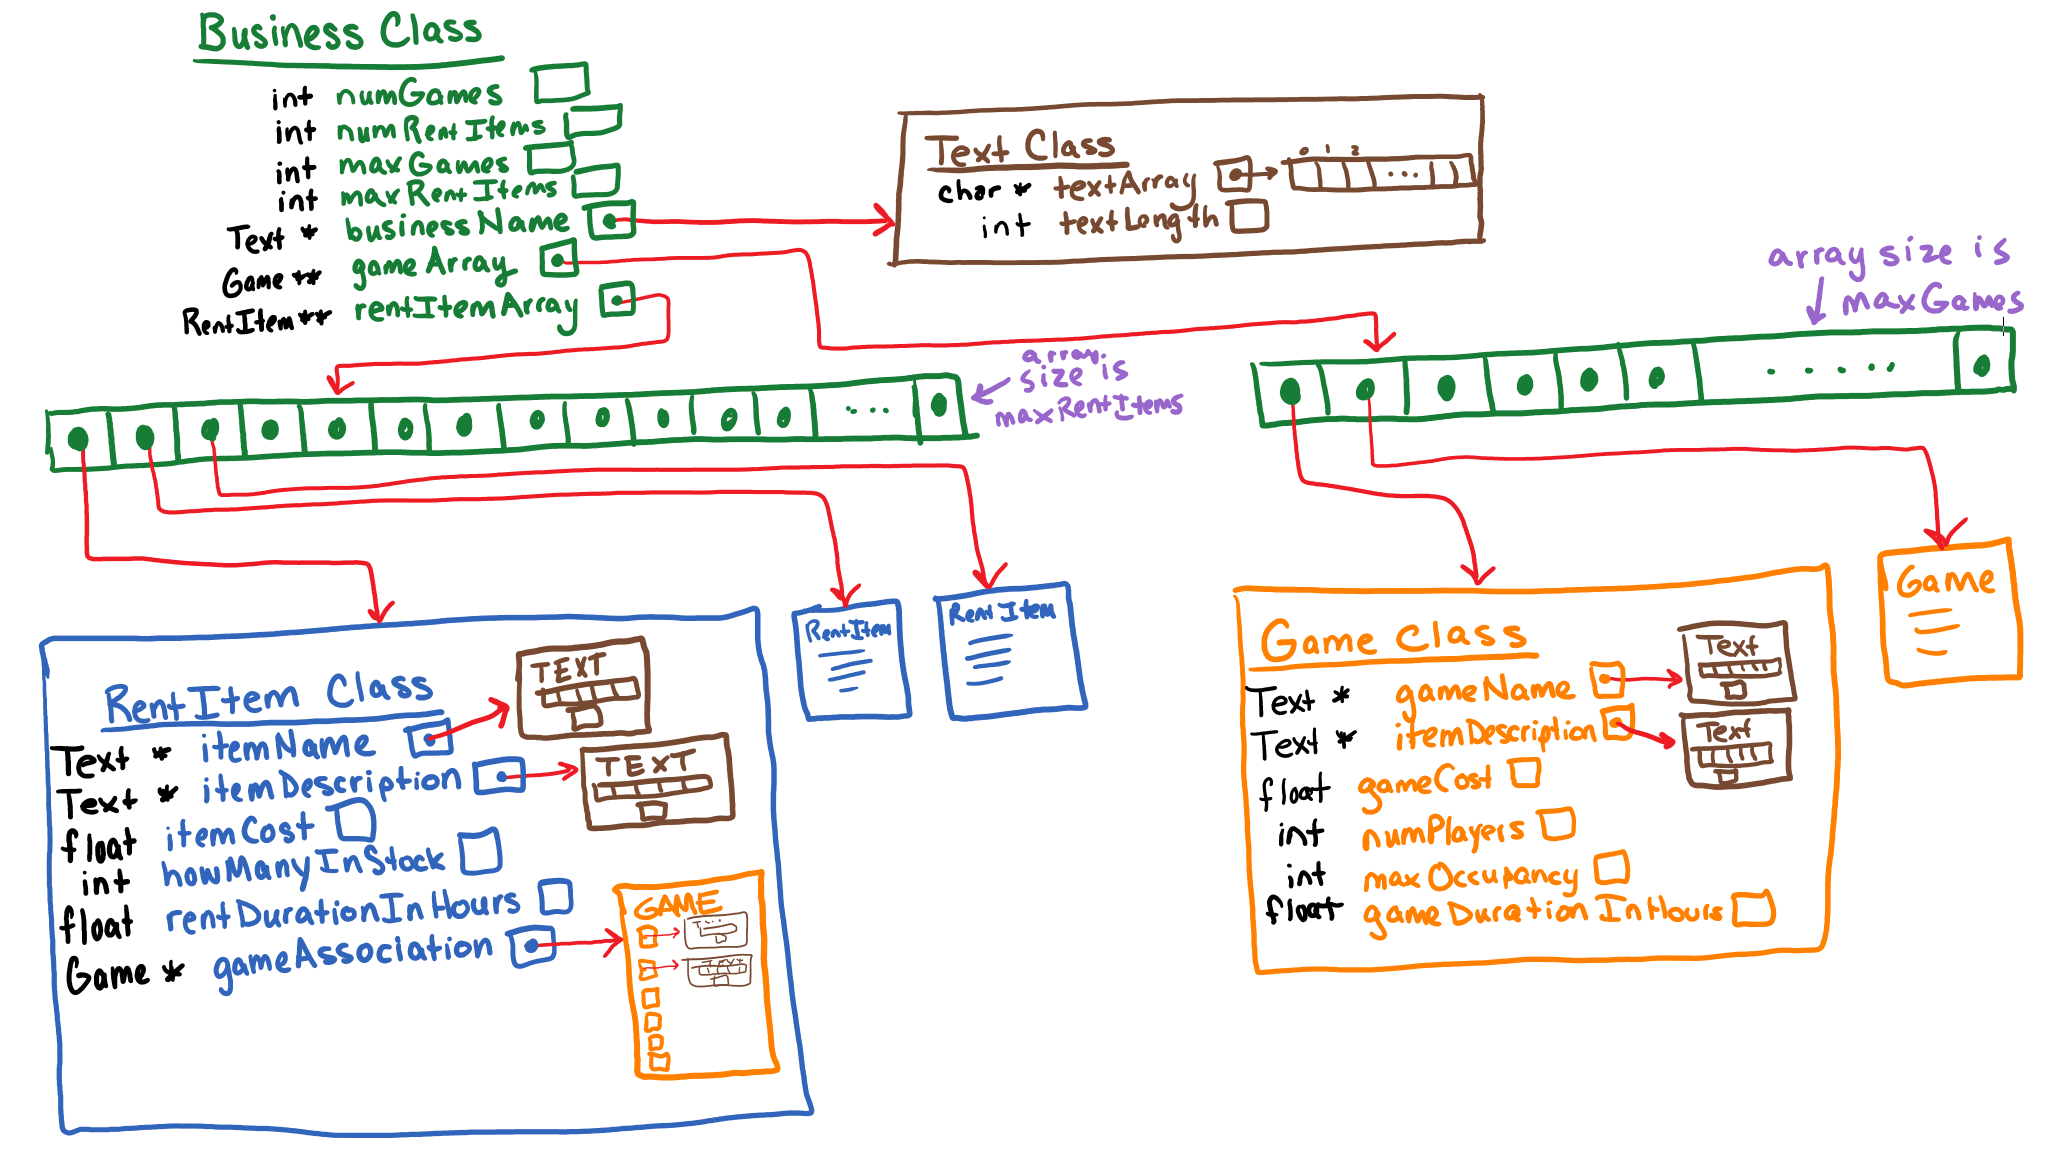 Business Class
int numGames
int numRentItems
int maxGames
int maxRentItems
Text * businessName
Game ** gameArray
RentItem ** rentItemArray
Text Class
0 1 2
char * textArray
...
int textLength
array size is
maxGames
.....
array
size is
maxRentItems
....
RentItem Class
Text * itemName
Text * itemDescription
float itemCost
int howManyInStock
float rentDurationInHours
Game * gameAssociation
TEXT
TEXT
GAME
TEXT
RentItem
RentItem
Game Class
Text * gameName
Text * itemDescription
float gameCost
int numPlayers
int maxOccupancy
float gameDurationInHours
Text
Text
Game